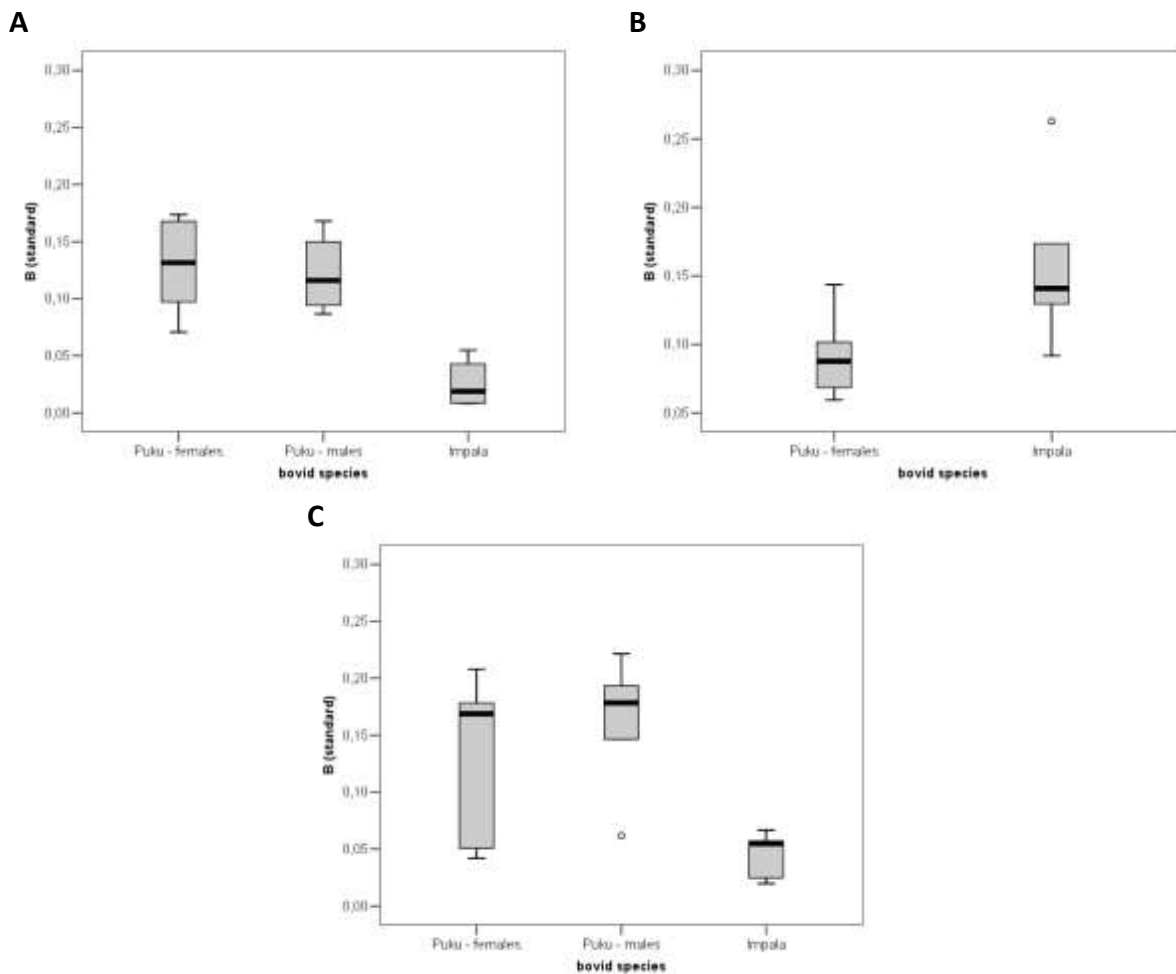 A
B (standard)
0,30
0,25
0,20
0,15
0,10
0,05
0,00
Puku - females
Puku - males
Impala
bovid species
B
B (standard)
0,30
0,25
0,20
0,15
0,10
0,05
Puku - females
Impala
bovid species
C
B (standard)
0,30
0,25
0,20
0,15
0,10
0,05
0,00
Puku - females
Puku - males
Impala
bovid species